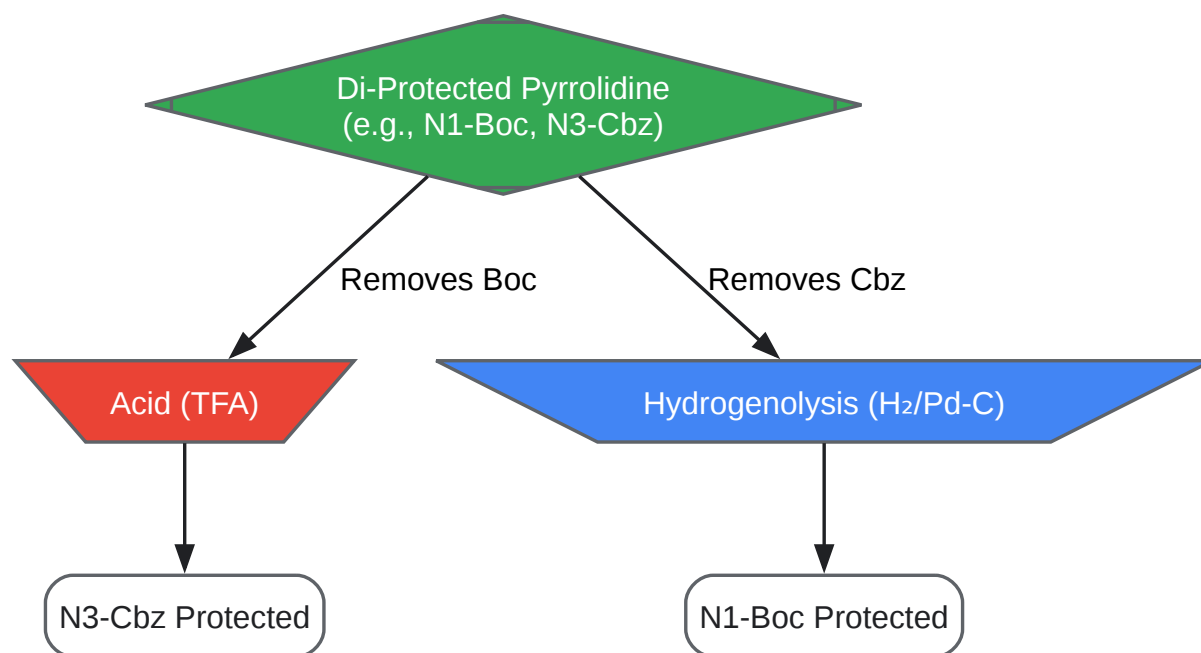 Di-Protected Pyrrolidine
(e.g., N1-Boc, N3-Cbz)
Removes Boc
Removes Cbz
Acid (TFA)
Hydrogenolysis (H₂/Pd-C)
N3-Cbz Protected
N1-Boc Protected